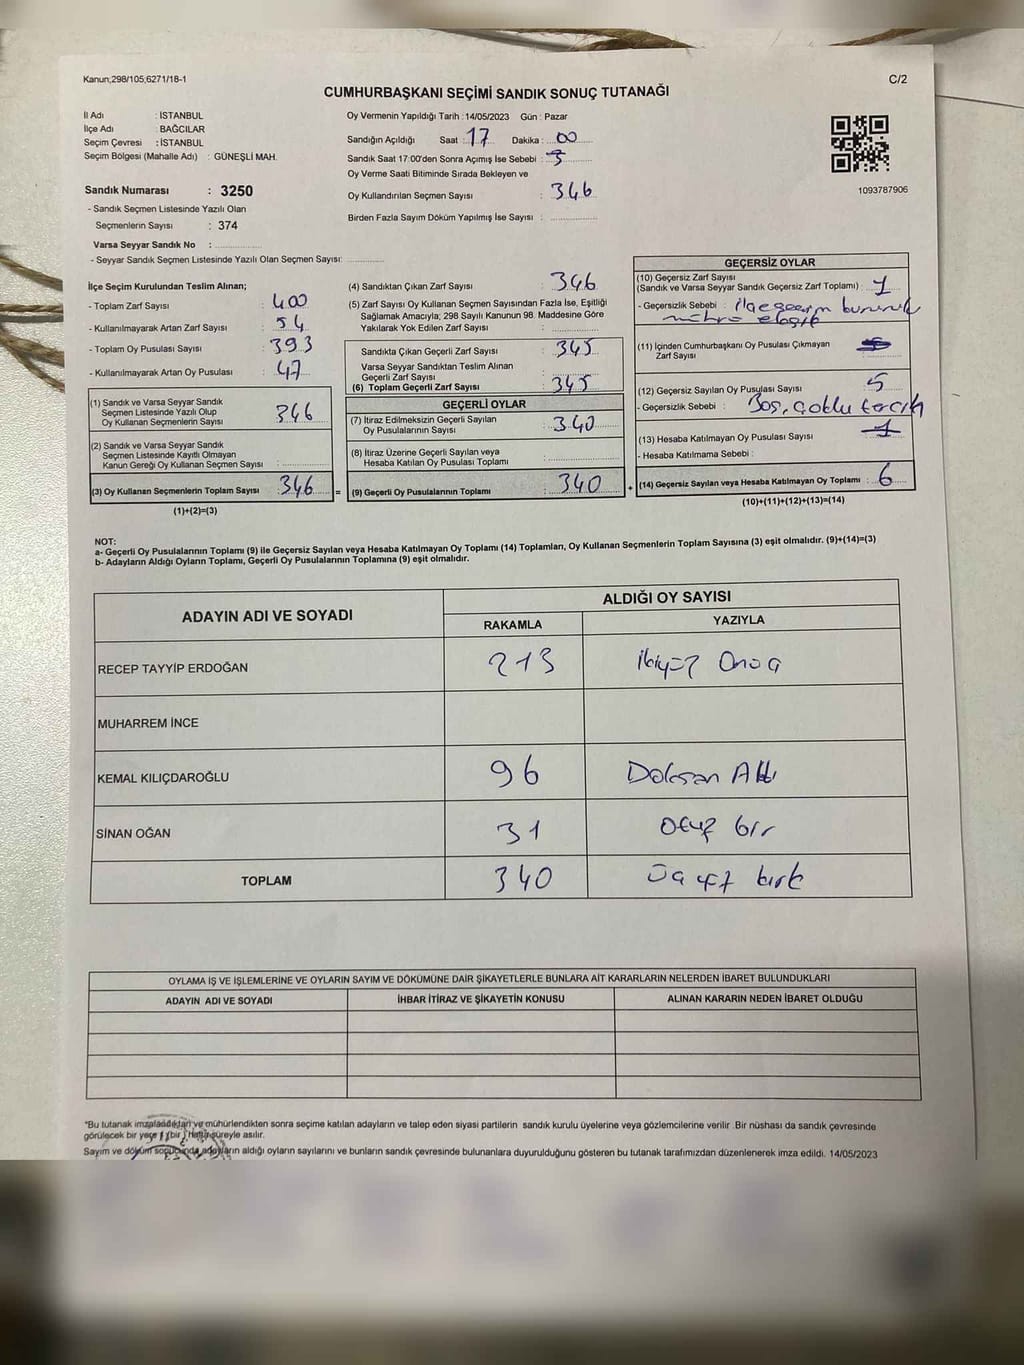 Kanun;298/105;6271/18-1
C/2
CUMHURBAŞKANI SEÇİMİ SANDIK SONUÇ TUTANAĞI
İl Adı : İSTANBUL
İlçe Adı : BAĞCILAR
Seçim Çevresi : İSTANBUL
Seçim Bölgesi (Mahalle Adı) : GÜNEŞLİ MAH.
Sandık Numarası : 3250
- Sandık Seçmen Listesinde Yazılı Olan
Seçmenlerin Sayısı : 374
Varsa Seyyar Sandık No :
- Seyyar Sandık Seçmen Listesinde Yazılı Olan Seçmen Sayısı:
Oy Vermenin Yapıldığı Tarih :14/05/2023 Gün : Pazar
Sandığın Açıldığı Saat : 17 Dakika : 00
Sandık Saat 17:00'den Sonra Açımış İse Sebebi :
Oy Verme Saati Bitiminde Sırada Bekleyen ve
Oy Kullandırılan Seçmen Sayısı : 346
Birden Fazla Sayım Döküm Yapılmış İse Sayısı :
1093787906
İlçe Seçim Kurulundan Teslim Alınan;
- Toplam Zarf Sayısı : 400
- Kullanılmayarak Artan Zarf Sayısı : 54
- Toplam Oy Pusulası Sayısı : 393
- Kullanılmayarak Artan Oy Pusulası : 47
(1) Sandık ve Varsa Seyyar Sandık
Seçmen Listesinde Yazılı Olup
Oy Kullanan Seçmenlerin Sayısı : 346
(2) Sandık ve Varsa Seyyar Sandık
Seçmen Listesinde Kayıtlı Olmayan
Kanun Gereği Oy Kullanan Seçmen Sayısı :
(3) Oy Kullanan Seçmenlerin Toplam Sayısı : 346
(1)+(2)=(3)
=
(4) Sandıktan Çıkan Zarf Sayısı : 346
(5) Zarf Sayısı Oy Kullanan Seçmen Sayısından Fazla İse, Eşitliği
Sağlamak Amacıyla; 298 Sayılı Kanunun 98. Maddesine Göre
Yakılarak Yok Edilen Zarf Sayısı :
Sandıkta Çıkan Geçerli Zarf Sayısı : 345
Varsa Seyyar Sandıktan Teslim Alınan
Geçerli Zarf Sayısı :
(6) Toplam Geçerli Zarf Sayısı : 345
GEÇERLİ OYLAR
(7) İtiraz Edilmeksizin Geçerli Sayılan
Oy Pusulalarının Sayısı : 340
(8) İtiraz Üzerine Geçerli Sayılan veya
Hesaba Katılan Oy Pusulası Toplamı :
(9) Geçerli Oy Pusulalarının Toplamı : 340
+
GEÇERSİZ OYLAR
(10) Geçersiz Zarf Sayısı
(Sandık ve Varsa Seyyar Sandık Geçersiz Zarf Toplamı) : 1
- Geçersizlik Sebebi :
(11) İçinden Cumhurbaşkanı Oy Pusulası Çıkmayan
Zarf Sayısı :
(12) Geçersiz Sayılan Oy Pusulası Sayısı : 5
- Geçersizlik Sebebi : Boş, çoklu tercih
(13) Hesaba Katılmayan Oy Pusulası Sayısı : 1
- Hesaba Katılmama Sebebi :
(14) Geçersiz Sayılan veya Hesaba Katılmayan Oy Toplamı : 6
(10)+(11)+(12)+(13)=(14)
NOT:
a- Geçerli Oy Pusulalarının Toplamı (9) ile Geçersiz Sayılan veya Hesaba Katılmayan Oy Toplamı (14) Toplamları, Oy Kullanan Seçmenlerin Toplam Sayısına (3) eşit olmalıdır. (9)+(14)=(3)
b- Adayların Aldığı Oyların Toplamı, Geçerli Oy Pusulalarının Toplamına (9) eşit olmalıdır.
ADAYIN ADI VE SOYADI
ALDIĞI OY SAYISI
RAKAMLA
YAZIYLA
RECEP TAYYİP ERDOĞAN 213 ikiyüz Onüç
MUHARREM İNCE
KEMAL KILIÇDAROĞLU 96 Doksan Altı
SİNAN OĞAN 31 Otuz bir
TOPLAM 340 üçyüz kırk
OYLAMA İŞ VE İŞLEMLERİNE VE OYLARIN SAYIM VE DÖKÜMÜNE DAİR ŞİKAYETLERLE BUNLARA AİT KARARLARIN NELERDEN İBARET BULUNDUKLARI
ADAYIN ADI VE SOYADI
İHBAR İTİRAZ VE ŞİKAYETİN KONUSU
ALINAN KARARIN NEDEN İBARET OLDUĞU
*Bu tutanak imzalandıktan ve mühürlendikten sonra seçime katılan adayların ve talep eden siyasi partilerin sandık kurulu üyelerine veya gözlemcilerine verilir .Bir nüshası da sandık çevresinde
görülecek bir yere 1 (bir) Hafta süreyle asılır.
Sayım ve döküm sonucunda adayların aldığı oyların sayılarını ve bunların sandık çevresinde bulunanlara duyurulduğunu gösteren bu tutanak tarafımızdan düzenlenerek imza edildi. 14/05/2023